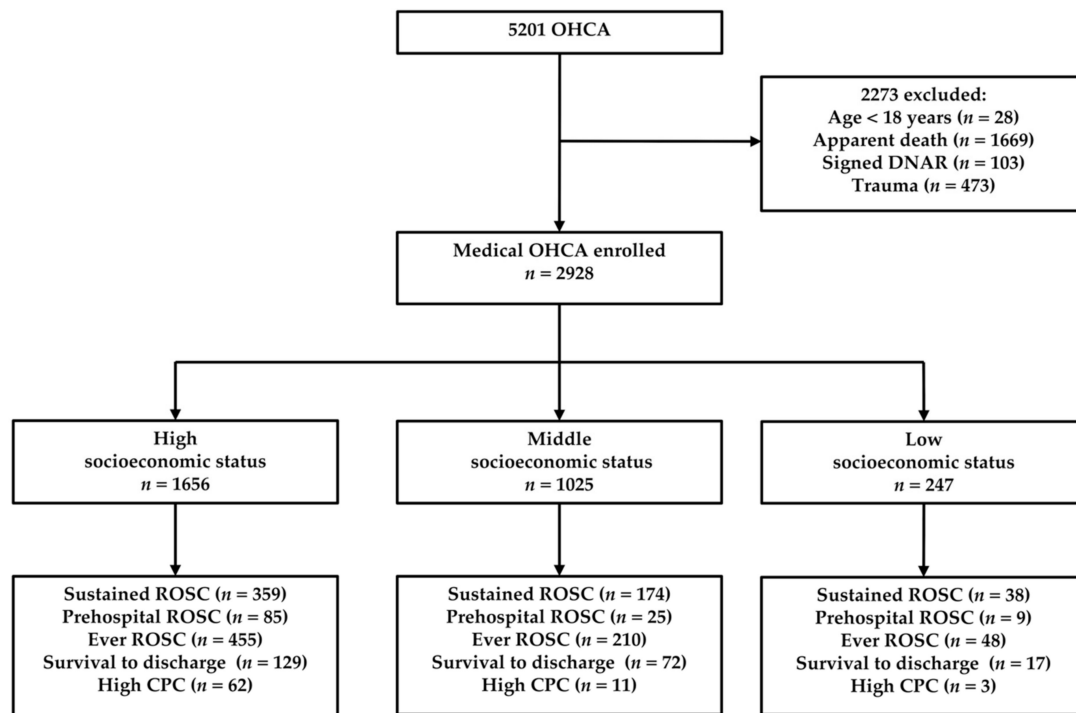 5201 OHCA
2273 excluded:
Age < 18 years (n = 28)
Apparent death (n = 1669)
Signed DNAR (n = 103)
Trauma (n = 473)
Medical OHCA enrolled
n = 2928
High
socioeconomic status
n = 1656
Middle
socioeconomic status
n = 1025
Low
socioeconomic status
n = 247
Sustained ROSC (n = 359)
Prehospital ROSC (n = 85)
Ever ROSC (n = 455)
Survival to discharge (n = 129)
High CPC (n = 62)
Sustained ROSC (n = 174)
Prehospital ROSC (n = 25)
Ever ROSC (n = 210)
Survival to discharge (n = 72)
High CPC (n = 11)
Sustained ROSC (n = 38)
Prehospital ROSC (n = 9)
Ever ROSC (n = 48)
Survival to discharge (n = 17)
High CPC (n = 3)